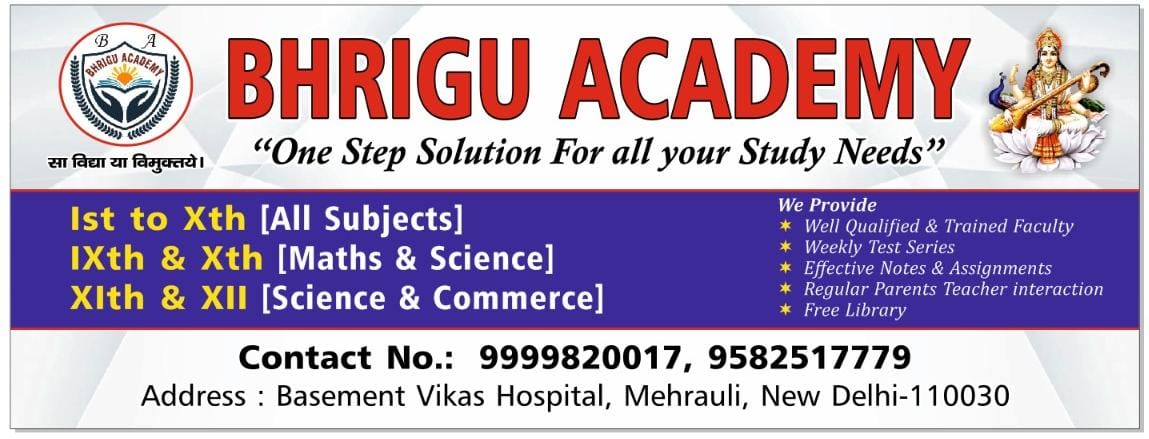 B A
BHRIGU ACADEMY
सा विद्या या विमुक्तये।
BHRIGU ACADEMY
“One Step Solution For all your Study Needs”
Ist to Xth [All Subjects]
IXth & Xth [Maths & Science]
XIth & XII [Science & Commerce]
We Provide
Well Qualified & Trained Faculty
Weekly Test Series
Effective Notes & Assignments
Regular Parents Teacher interaction
Free Library
Contact No.: 9999820017, 9582517779
Address : Basement Vikas Hospital, Mehrauli, New Delhi-110030